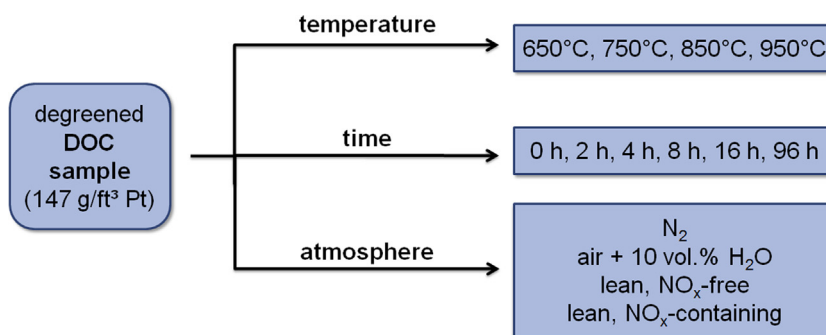 temperature
650°C, 750°C, 850°C, 950°C
degreened
DOC
sample
(147 g/ft³ Pt)
time
0 h, 2 h, 4 h, 8 h, 16 h, 96 h
atmosphere
N₂
air + 10 vol.% H₂O
lean, NOₓ-free
lean, NOₓ-containing